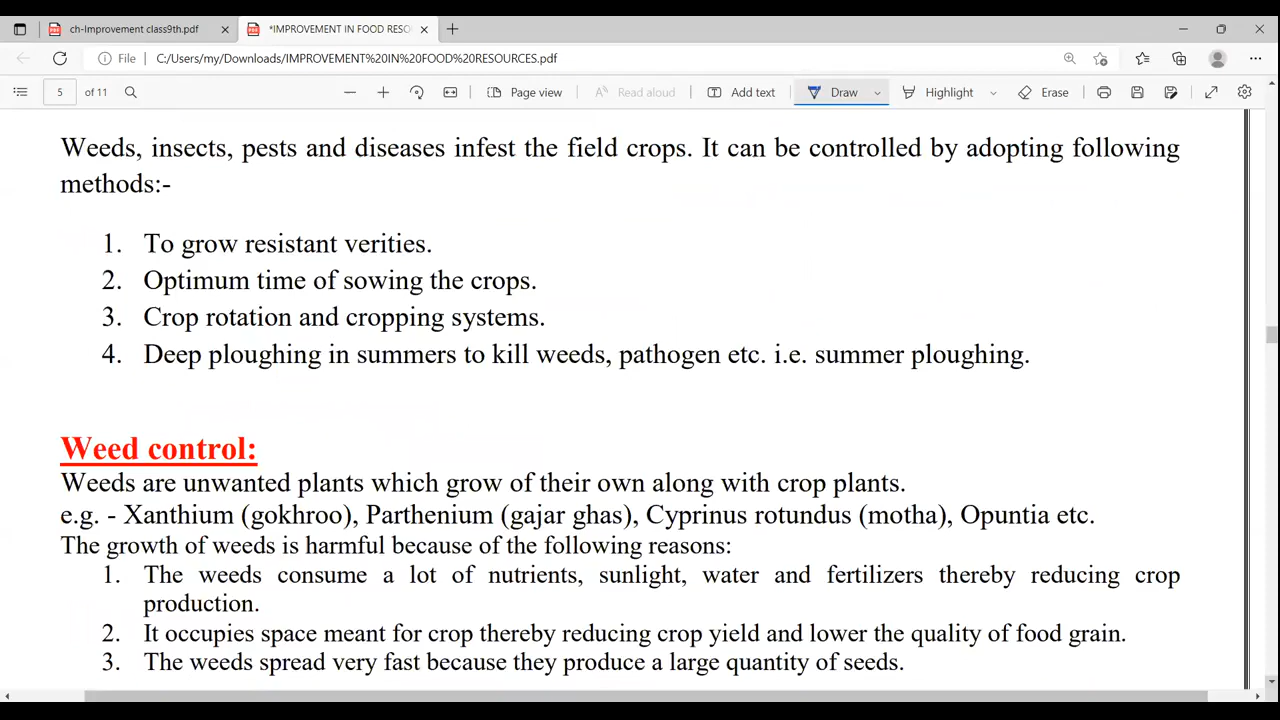 ch-Improvement class9th.pdf
*IMPROVEMENT IN FOOD RESO
File C:/Users/my/Downloads/IMPROVEMENT%20IN%20FOOD%20RESOURCES.pdf
5 of 11 Page view Read aloud Add text Draw Highlight Erase
Weeds, insects, pests and diseases infest the field crops. It can be controlled by adopting following
methods:-
1. To grow resistant verities.
2. Optimum time of sowing the crops.
3. Crop rotation and cropping systems.
4. Deep ploughing in summers to kill weeds, pathogen etc. i.e. summer ploughing.
Weed control:
Weeds are unwanted plants which grow of their own along with crop plants.
e.g. - Xanthium (gokhroo), Parthenium (gajar ghas), Cyprinus rotundus (motha), Opuntia etc.
The growth of weeds is harmful because of the following reasons:
1. The weeds consume a lot of nutrients, sunlight, water and fertilizers thereby reducing crop
production.
2. It occupies space meant for crop thereby reducing crop yield and lower the quality of food grain.
3. The weeds spread very fast because they produce a large quantity of seeds.